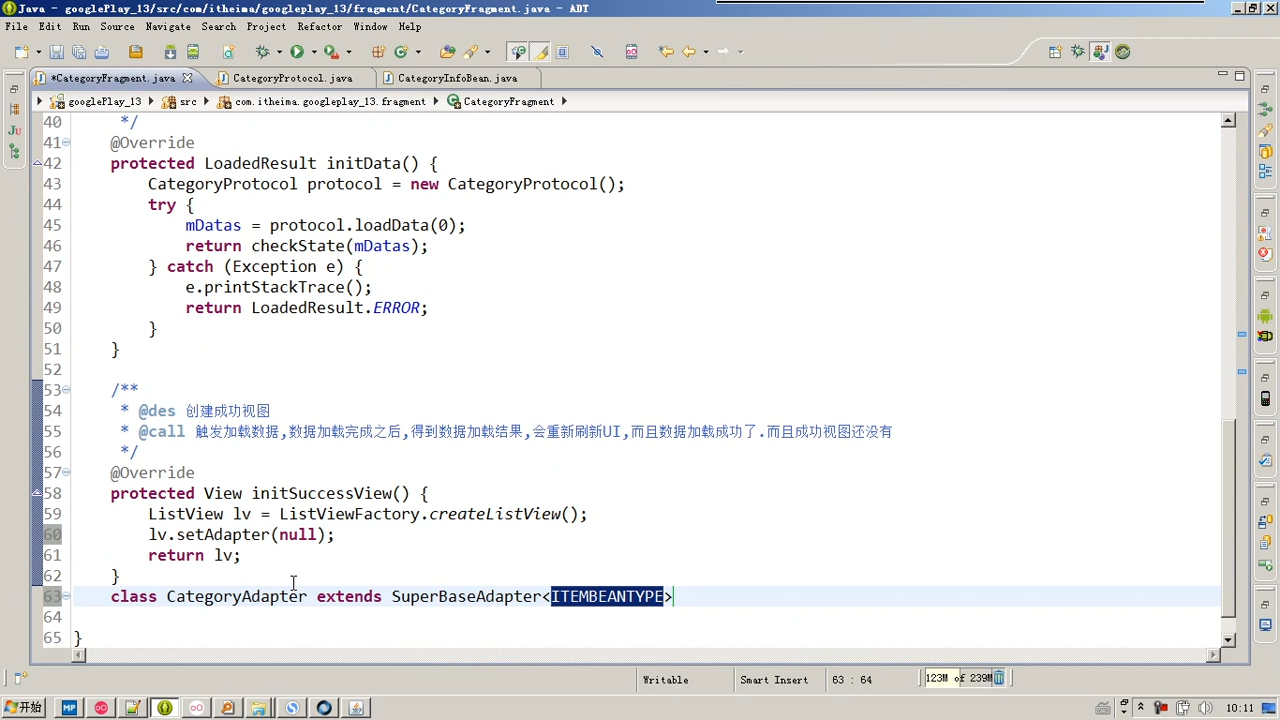 Java - googlePlay_13/src/com/itheima/googleplay_13/fragment/CategoryFragment.java - ADT
File Edit Run Source Navigate Search Project Refactor Window Help
*CategoryFragment.java CategoryProtocol.java CategoryInfoBean.java
googlePlay_13 src com.itheima.googleplay_13.fragment CategoryFragment
40 */
41 @Override
42 protected LoadedResult initData() {
43 CategoryProtocol protocol = new CategoryProtocol();
44 try {
45 mDatas = protocol.loadData(0);
46 return checkState(mDatas);
47 } catch (Exception e) {
48 e.printStackTrace();
49 return LoadedResult.ERROR;
50 }
51 }
52
53 /**
54 * @des 创建成功视图
55 * @call 触发加载数据,数据加载完成之后,得到数据加载结果,会重新刷新UI,而且数据加载成功了.而且成功视图还没有
56 */
57 @Override
58 protected View initSuccessView() {
59 ListView lv = ListViewFactory.createListView();
60 lv.setAdapter(null);
61 return lv;
62 }
63 class CategoryAdapter extends SuperBaseAdapter<ITEMBEANTYPE>
64
65 }
Writable Smart Insert 63 : 64 123M of 239M
开始 MP 10:11